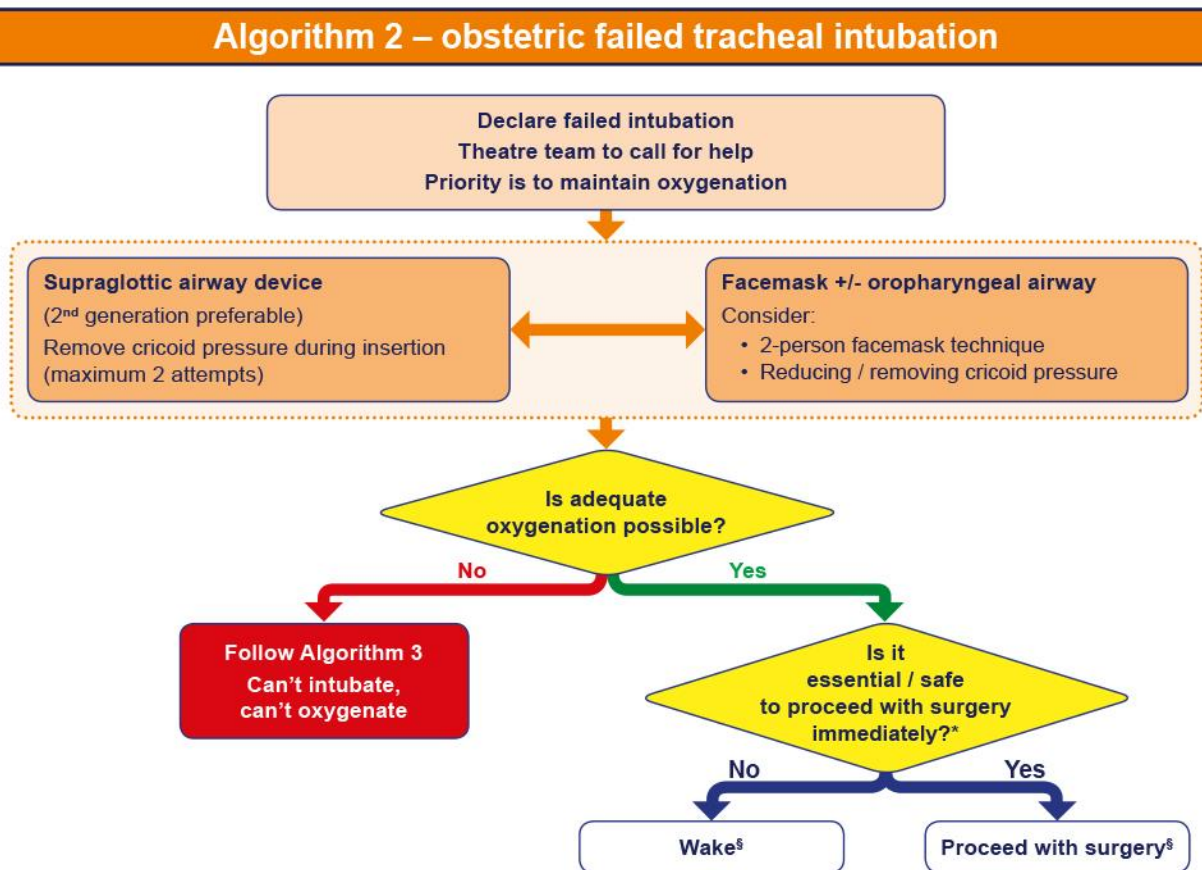 Algorithm 2 – obstetric failed tracheal intubation
Declare failed intubation
Theatre team to call for help
Priority is to maintain oxygenation
Supraglottic airway device
(2nd generation preferable)
Remove cricoid pressure during insertion
(maximum 2 attempts)
Facemask +/- oropharyngeal airway
Consider:
• 2-person facemask technique
• Reducing / removing cricoid pressure
Is adequate
oxygenation possible?
No
Yes
Follow Algorithm 3
Can’t intubate,
can’t oxygenate
Is it
essential / safe
to proceed with surgery
immediately?*
No
Yes
Wake§
Proceed with surgery§